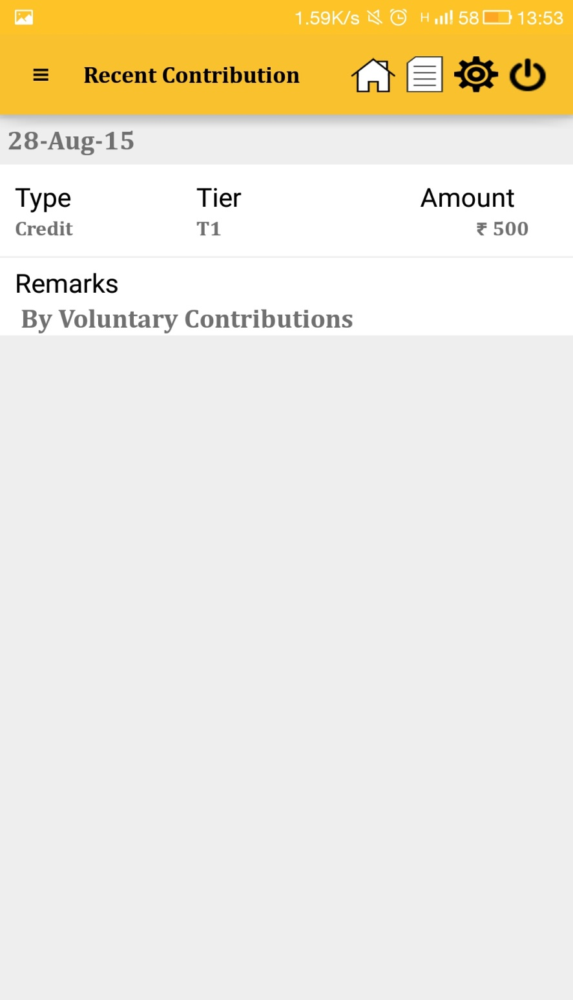 1.59K/s H 58 13:53
Recent Contribution
28-Aug-15
Type Tier Amount
Credit T1 ₹ 500
Remarks
By Voluntary Contributions